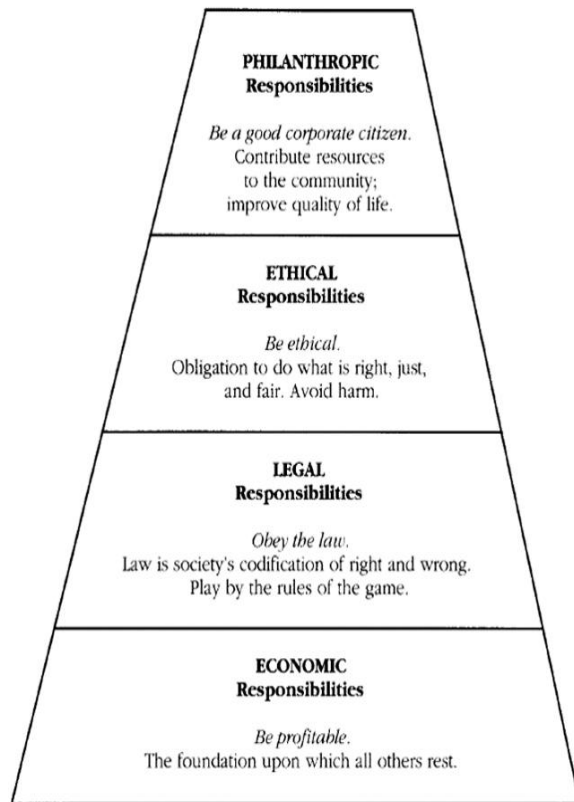 PHILANTHROPIC
Responsibilities
Be a good corporate citizen.
Contribute resources
to the community;
improve quality of life.
ETHICAL
Responsibilities
Be ethical.
Obligation to do what is right, just,
and fair. Avoid harm.
LEGAL
Responsibilities
Obey the law.
Law is society's codification of right and wrong.
Play by the rules of the game.
ECONOMIC
Responsibilities
Be profitable.
The foundation upon which all others rest.